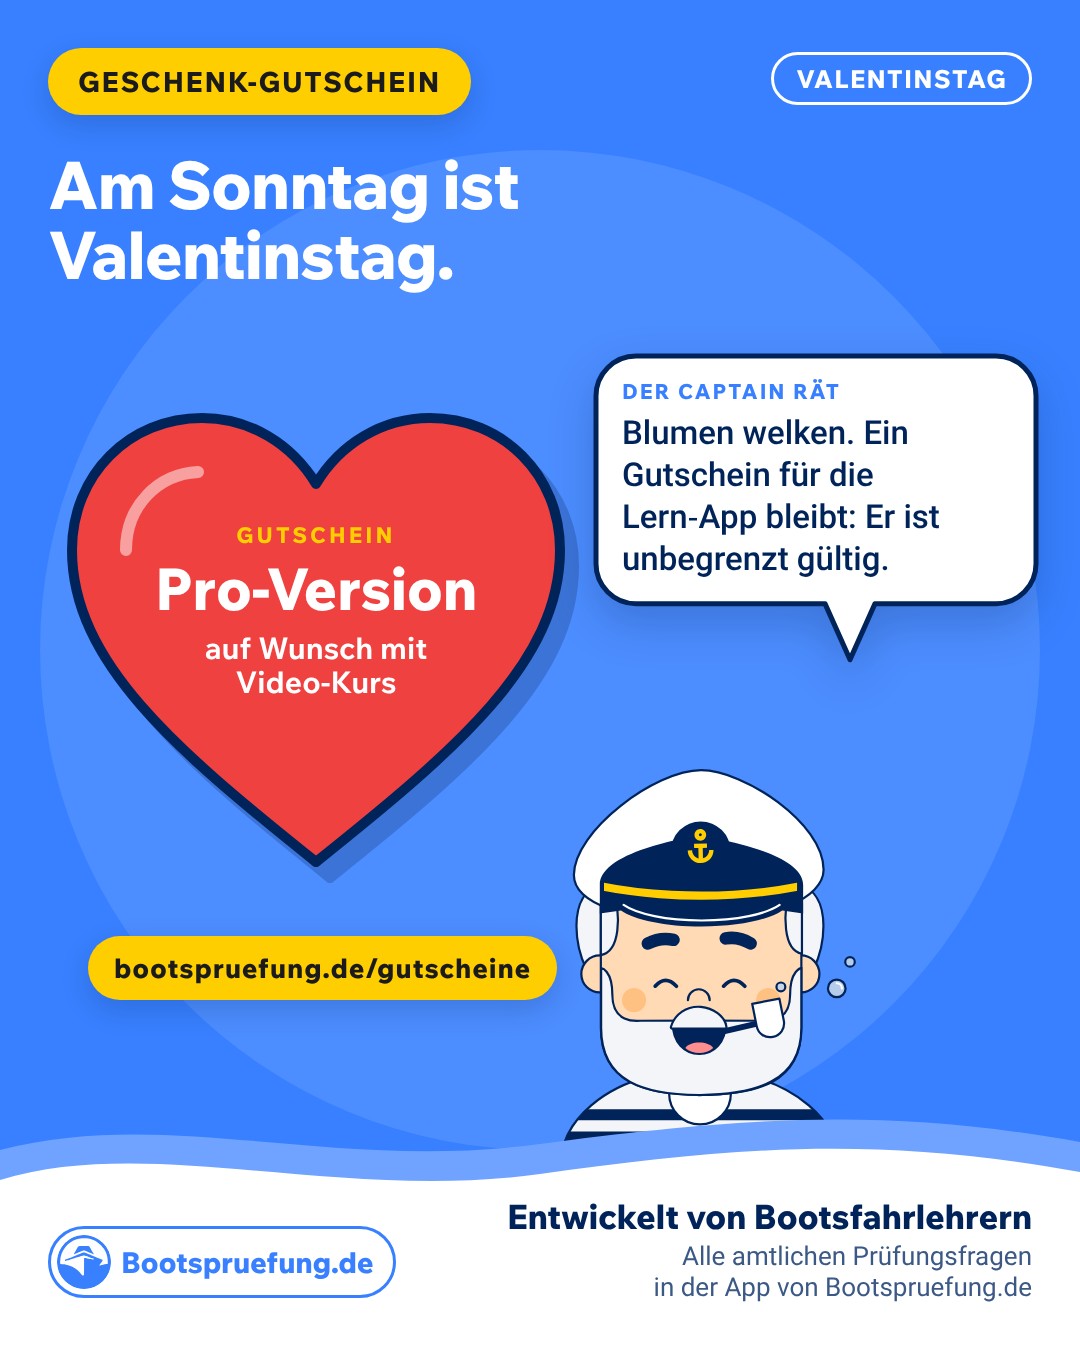 GESCHENK-GUTSCHEIN
VALENTINSTAG
Am Sonntag ist
Valentinstag.
DER CAPTAIN RÄT
Blumen welken. Ein
Gutschein für die
Lern-App bleibt: Er ist
unbegrenzt gültig.
GUTSCHEIN
Pro-Version
auf Wunsch mit
Video-Kurs
bootspruefung.de/gutscheine
Bootspruefung.de
Entwickelt von Bootsfahrlehrern
Alle amtlichen Prüfungsfragen
in der App von Bootspruefung.de